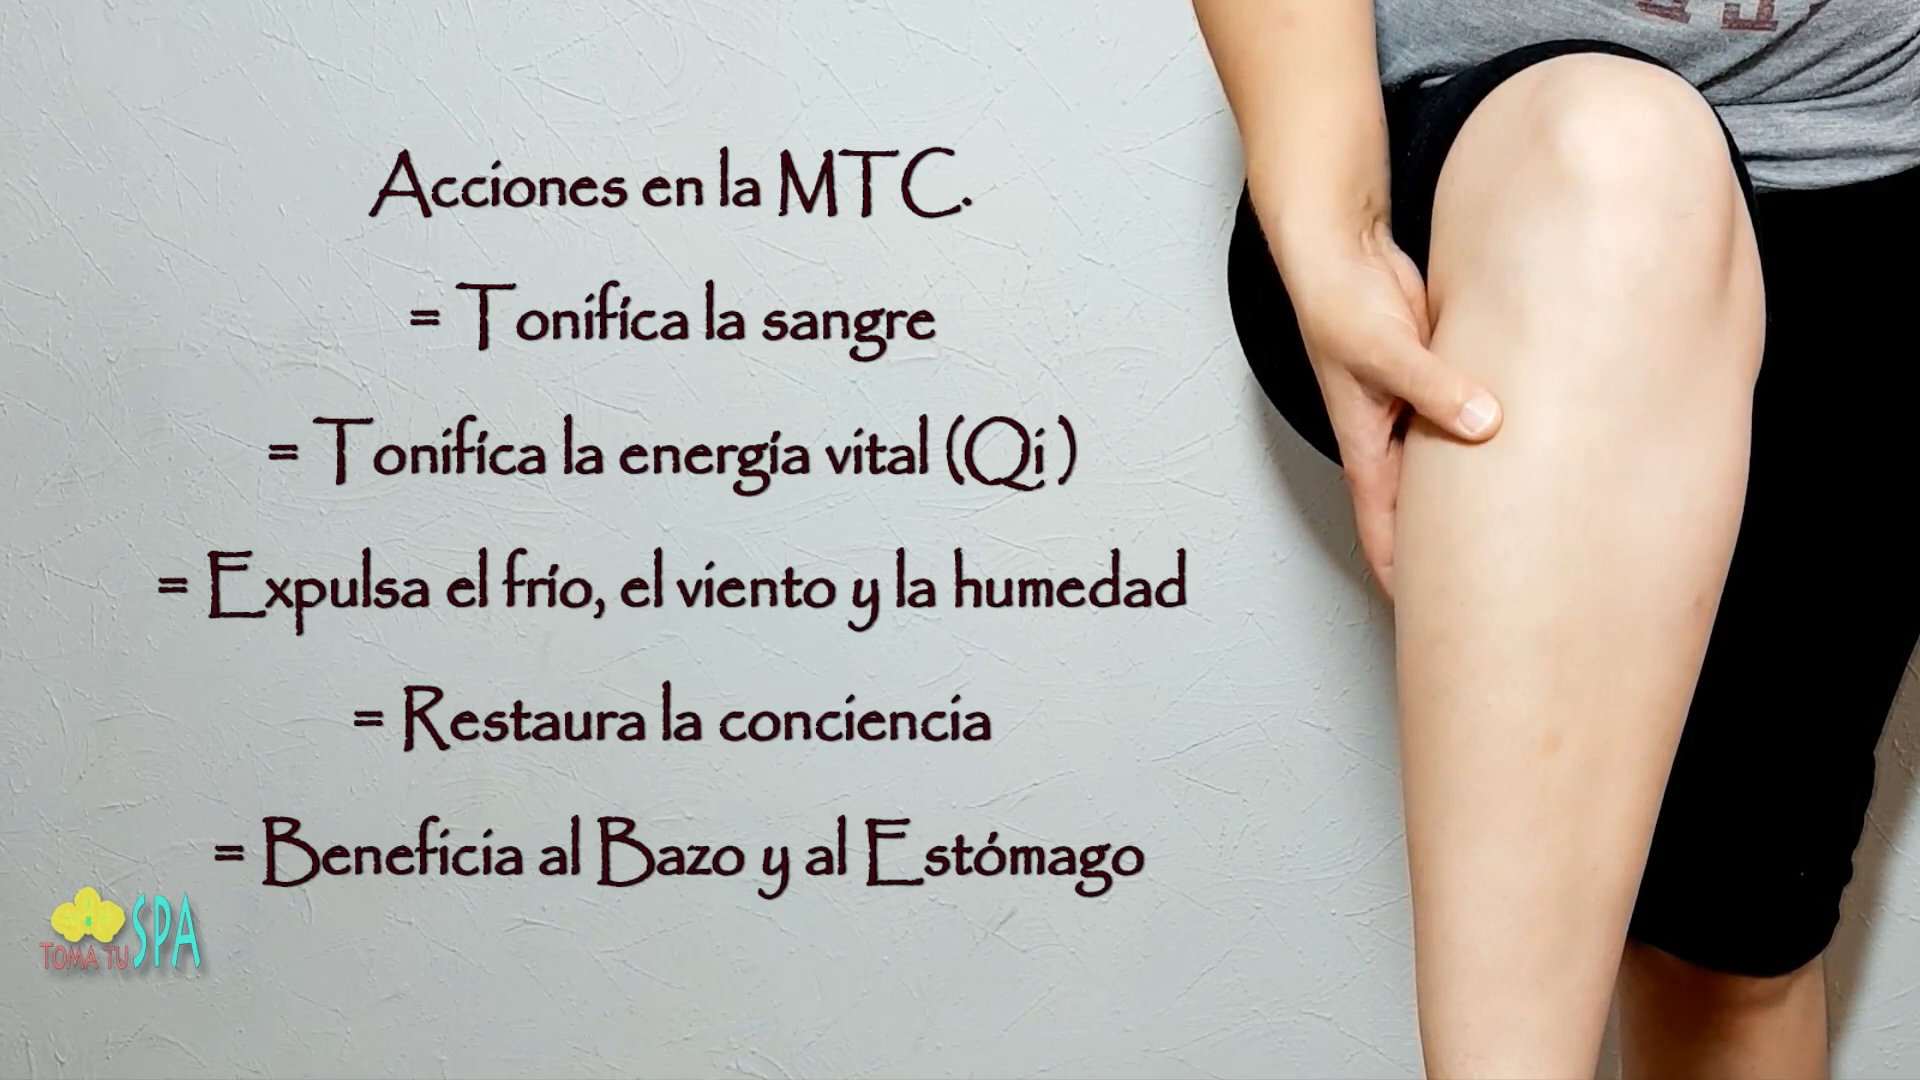 Acciones en la MTC.
= Tonifica la sangre
= Tonifica la energía vital (Qi )
= Expulsa el frío, el viento y la humedad
= Restaura la conciencia
= Beneficia al Bazo y al Estómago
TOMA TU SPA